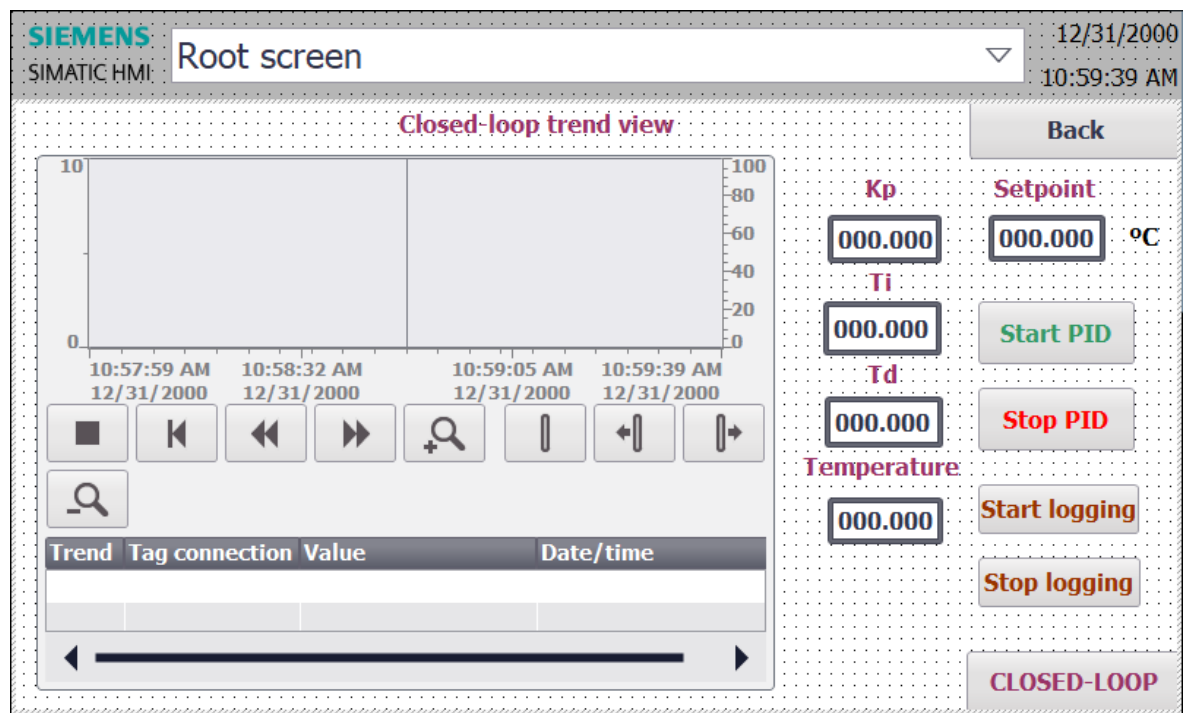 SIEMENS
SIMATIC HMI
Root screen
12/31/2000
10:59:39 AM
Closed-loop trend view
Back
10
0
100
80
60
40
20
0
10:57:59 AM 10:58:32 AM 10:59:05 AM 10:59:39 AM
12/31/2000 12/31/2000 12/31/2000 12/31/2000
Trend Tag connection Value Date/time
Kp
000.000
Ti
000.000
Td
000.000
Temperature
000.000
Setpoint
000.000 ºC
Start PID
Stop PID
Start logging
Stop logging
CLOSED-LOOP